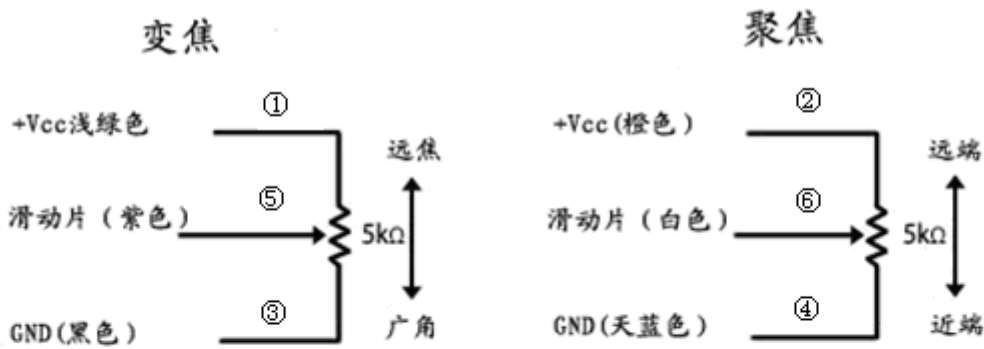 变焦
①
+Vcc浅绿色
远焦
⑤
滑动片（紫色）
5kΩ
③
GND(黑色)
广角
聚焦
②
+Vcc(橙色)
远端
⑥
滑动片（白色）
5kΩ
④
GND(天蓝色)
近端